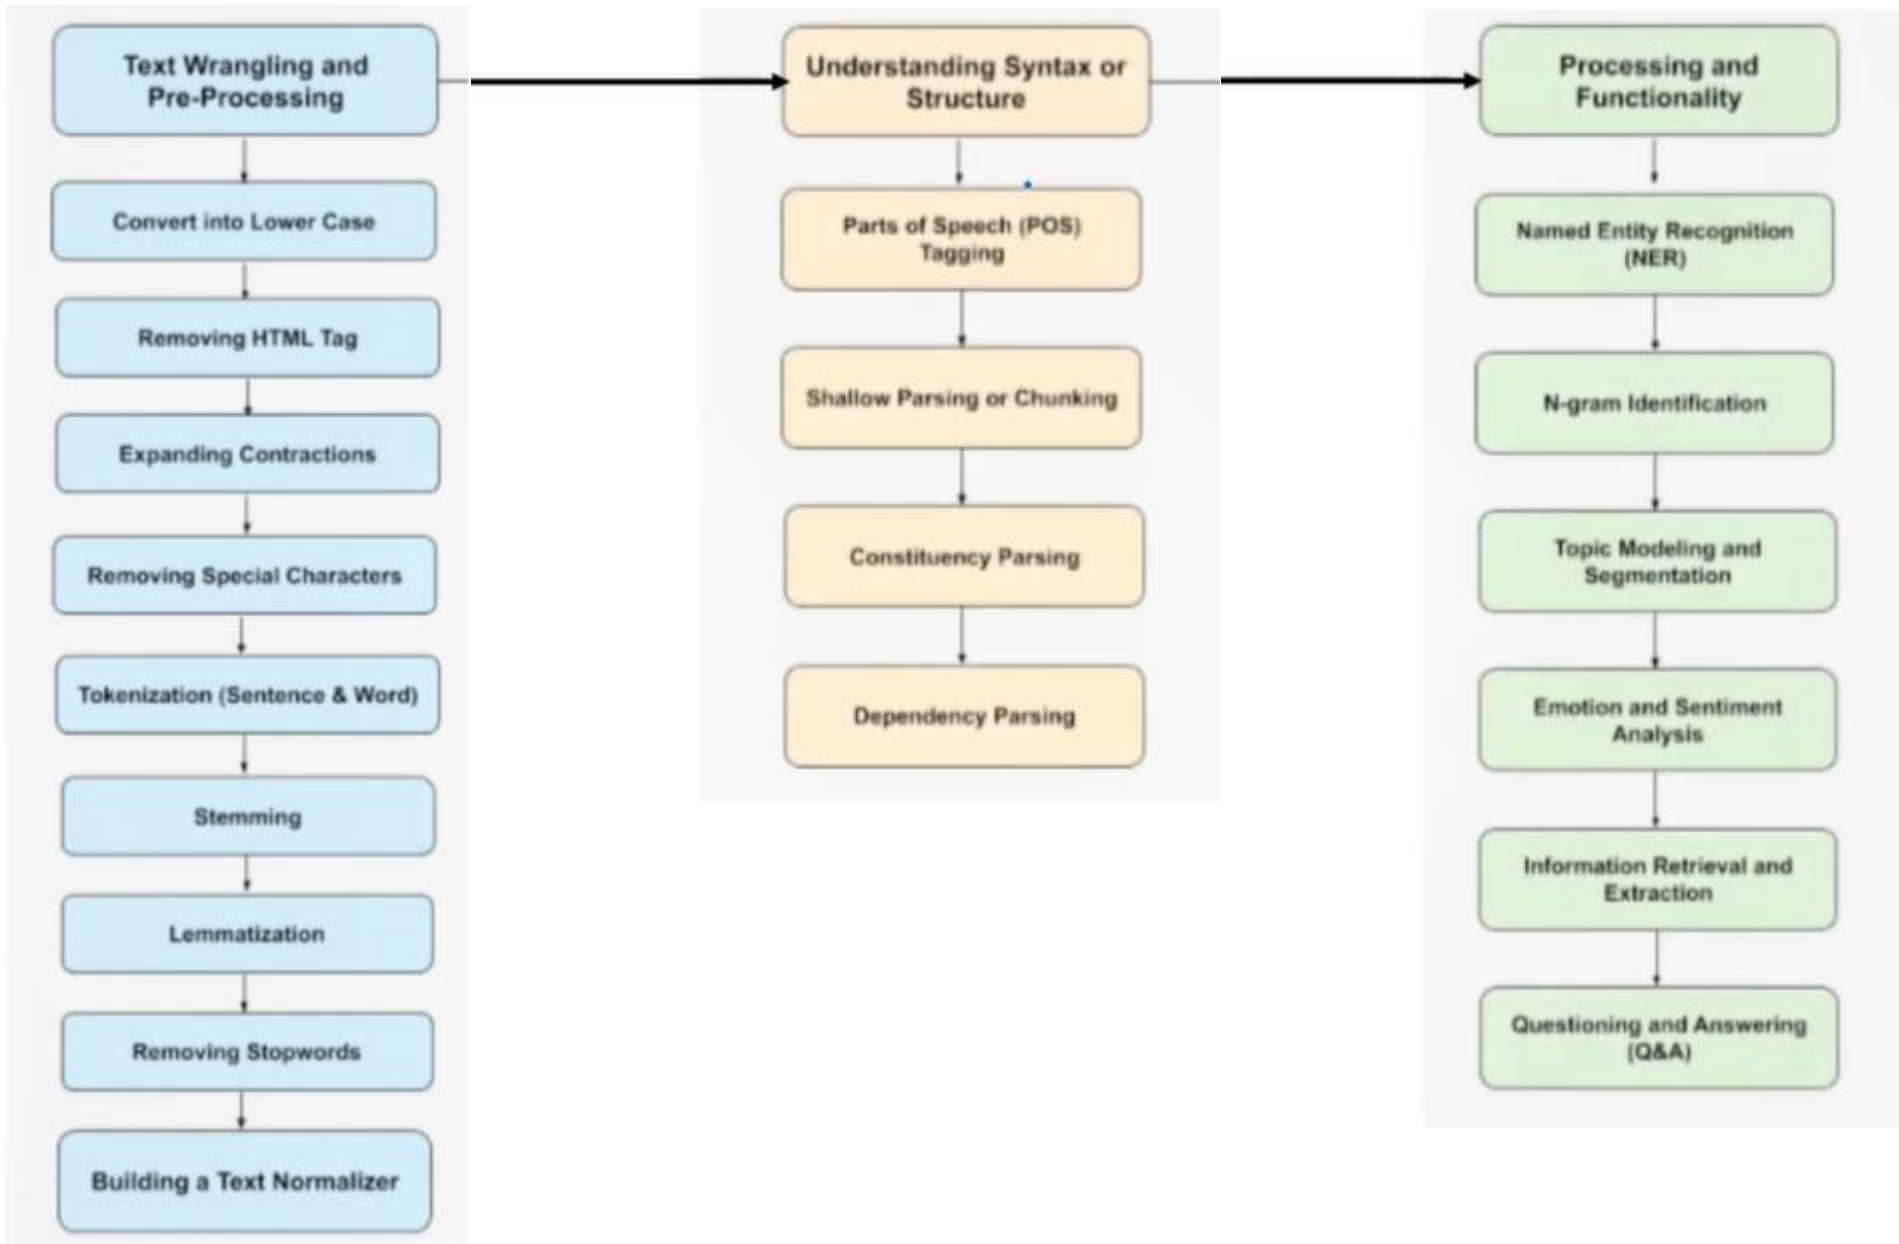 Text Wrangling and
Pre-Processing
Convert into Lower Case
Removing HTML Tag
Expanding Contractions
Removing Special Characters
Tokenization (Sentence & Word)
Stemming
Lemmatization
Removing Stopwords
Building a Text Normalizer
Understanding Syntax or
Structure
Parts of Speech (POS)
Tagging
Shallow Parsing or Chunking
Constituency Parsing
Dependency Parsing
Processing and
Functionality
Named Entity Recognition
(NER)
N-gram Identification
Topic Modeling and
Segmentation
Emotion and Sentiment
Analysis
Information Retrieval and
Extraction
Questioning and Answering
(Q&A)